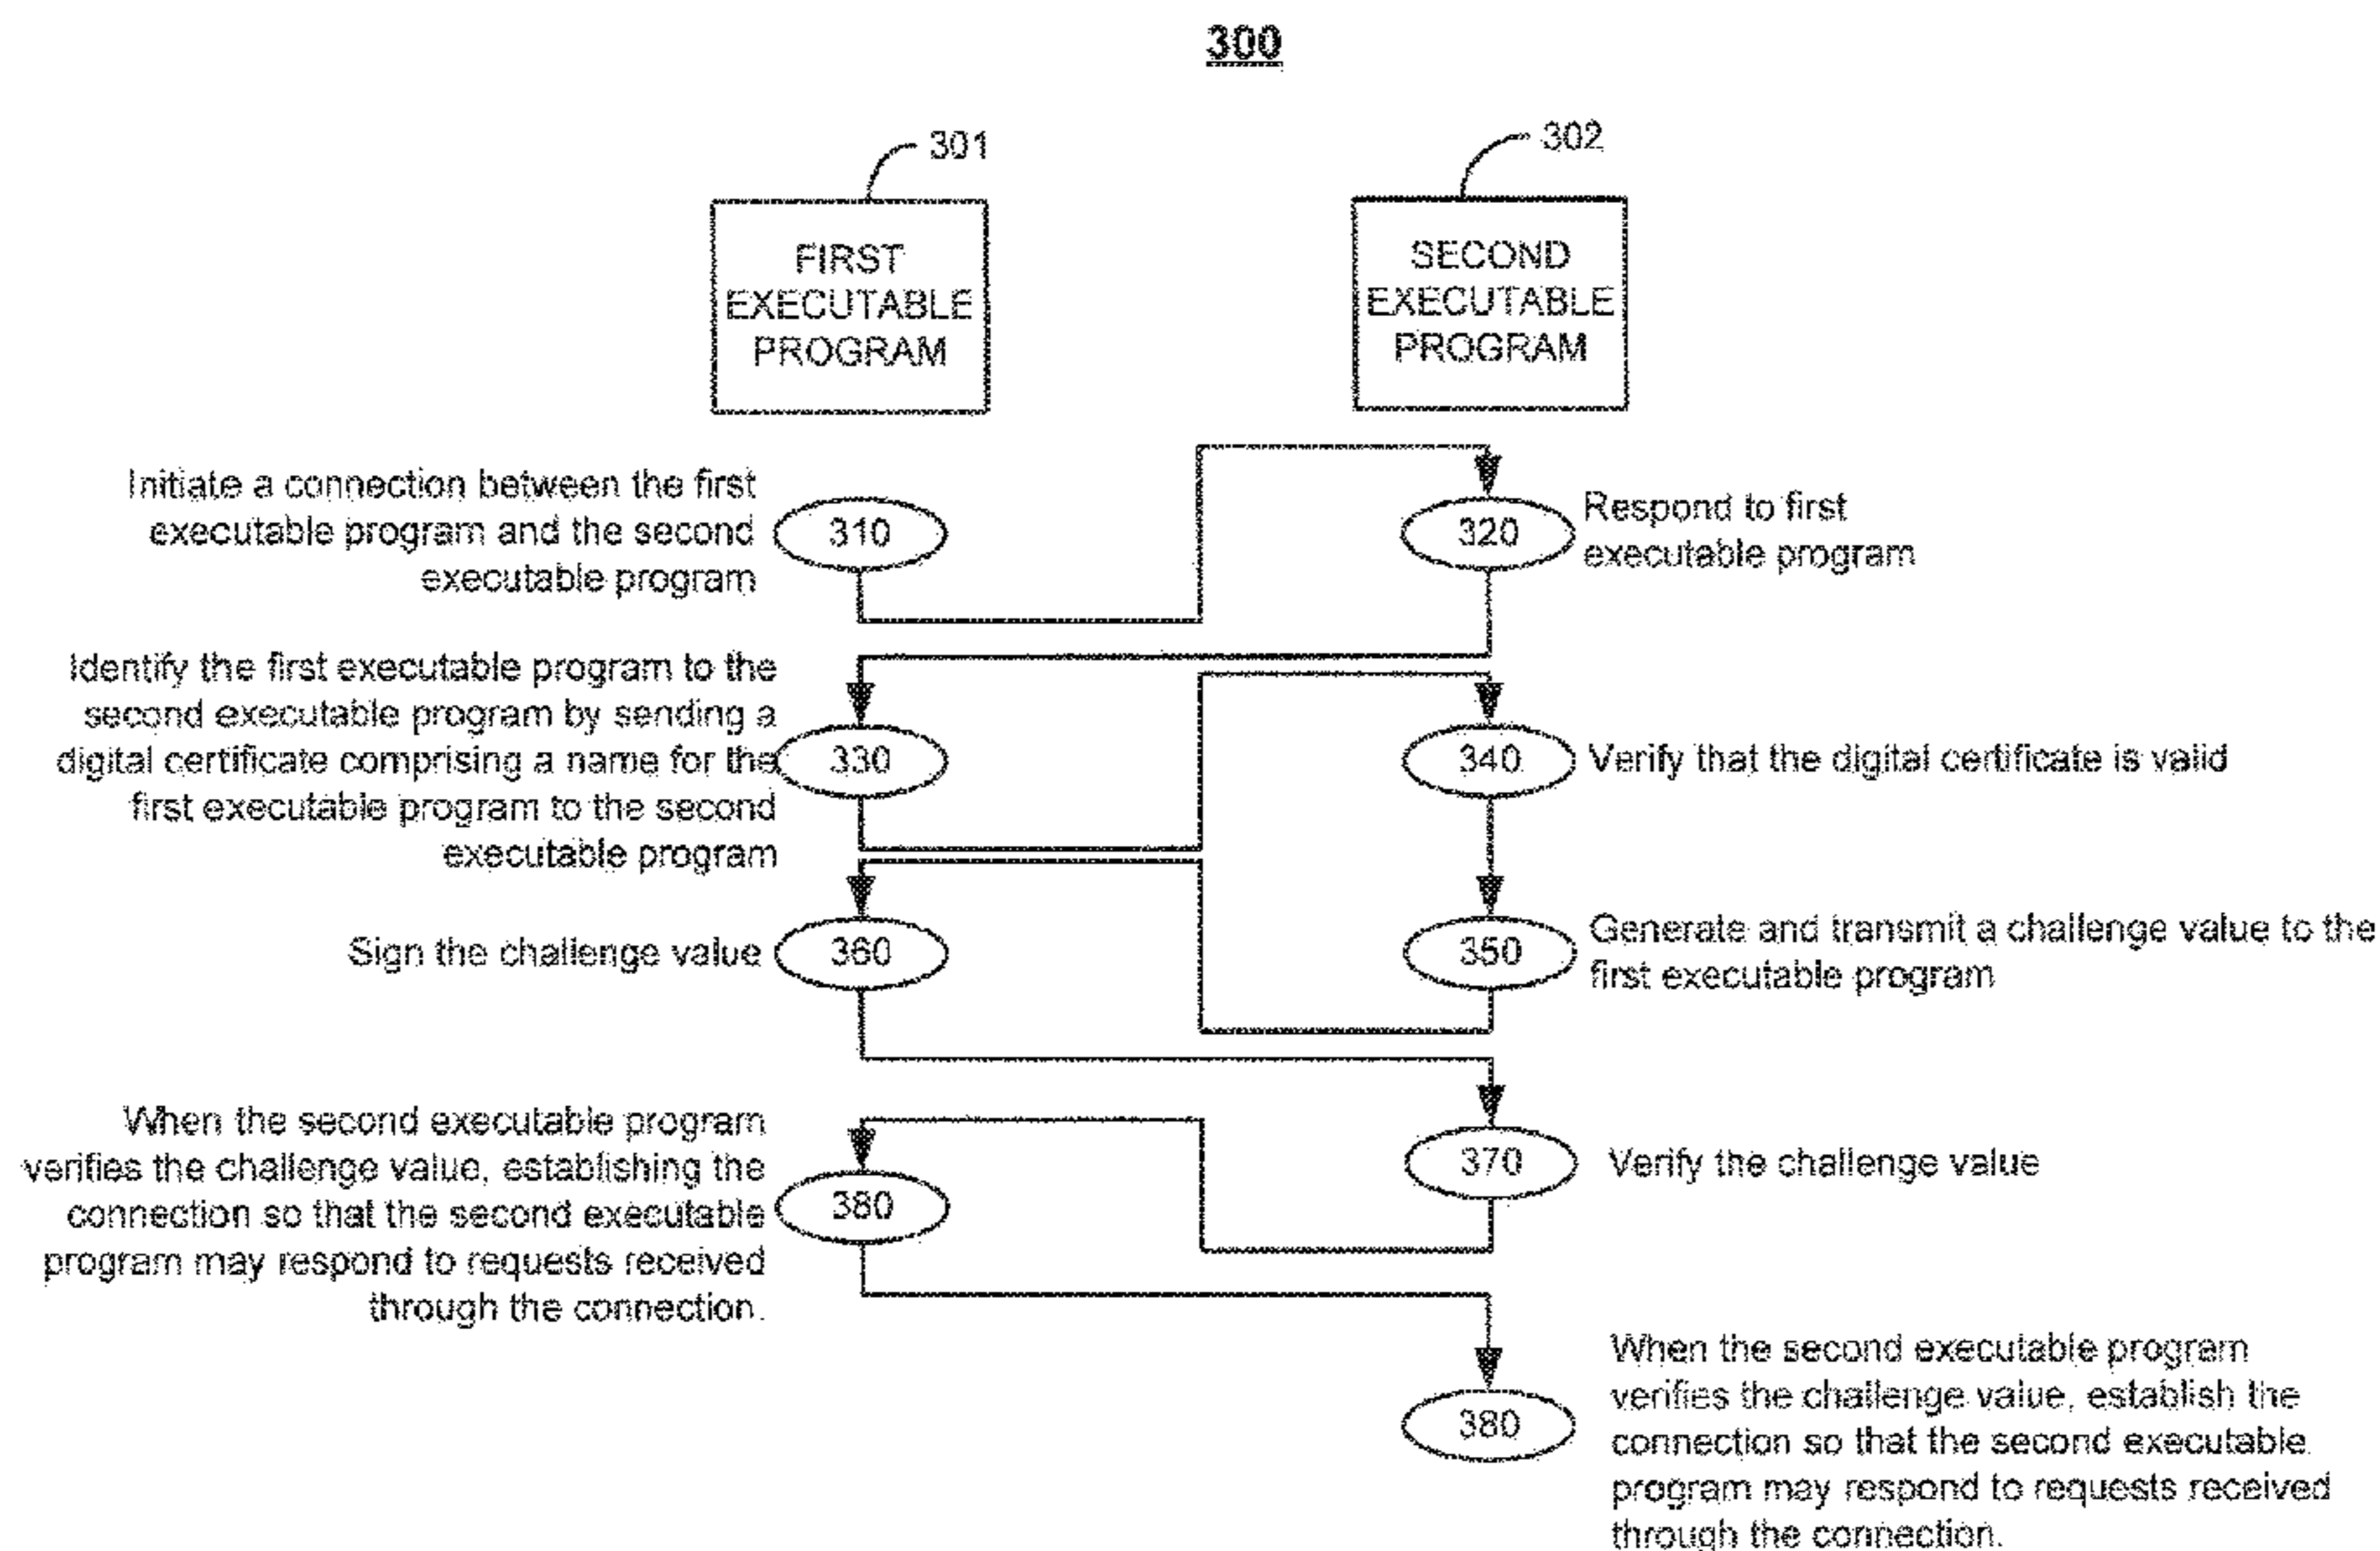 300
301
302
FIRST
EXECUTABLE
PROGRAM
SECOND
EXECUTABLE
PROGRAM
Initiate a connection between the first
executable program and the second
executable program
310
320
Respond to first
executable program
Identify the first executable program to the
second executable program by sending a
digital certificate comprising a name for the
first executable program to the second
executable program
330
340
Verify that the digital certificate is valid
Sign the challenge value
360
350
Generate and transmit a challenge value to the
first executable program
When the second executable program
verifies the challenge value, establishing the
connection so that the second executable
program may respond to requests received
through the connection.
380
370
Verify the challenge value
380
When the second executable program
verifies the challenge value, establish the
connection so that the second executable
program may respond to requests received
through the connection.